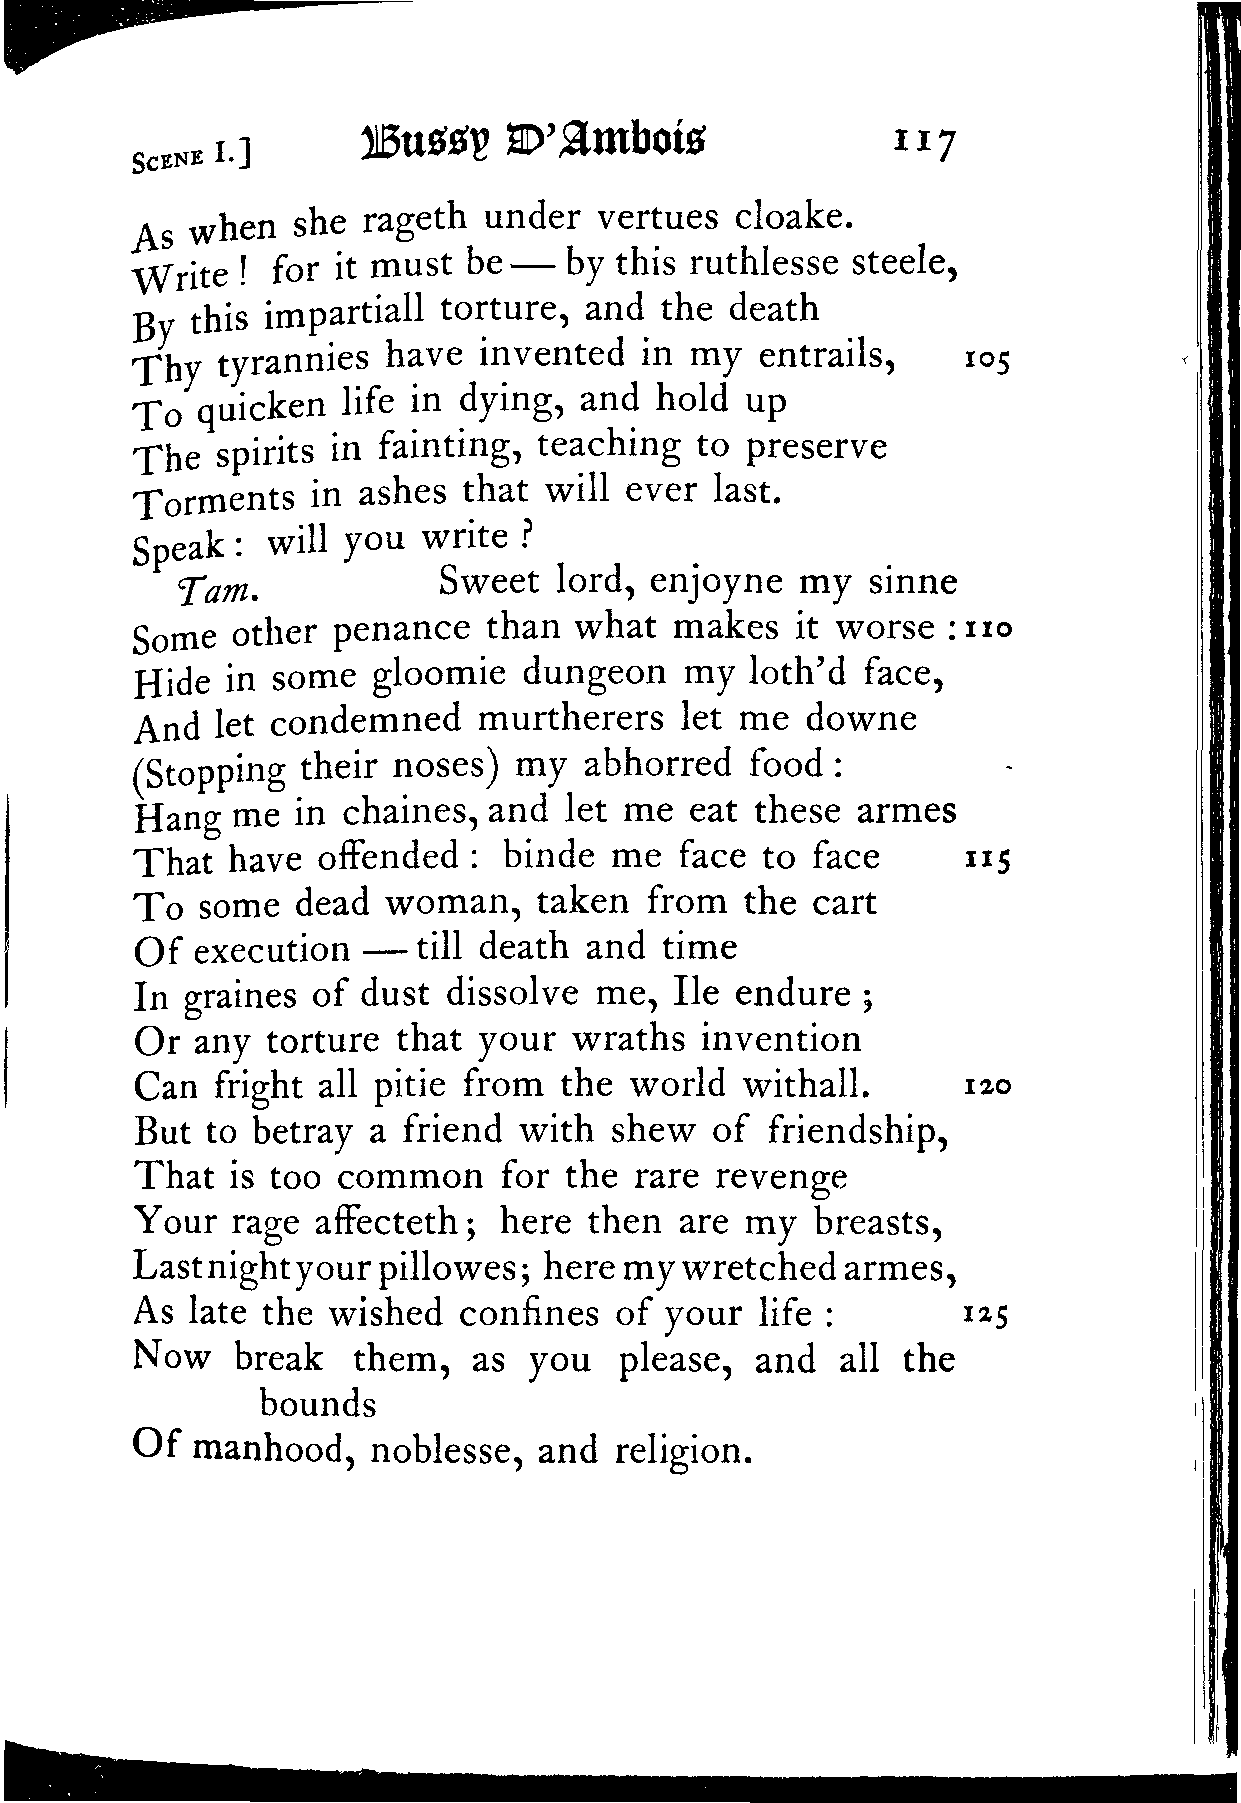 SCENE I.] Bussy D'Ambois 117
As when she rageth under vertues cloake.
Write ! for it must be — by this ruthlesse steele,
By this impartiall torture, and the death
Thy tyrannies have invented in my entrails, 105
To quicken life in dying, and hold up
The spirits in fainting, teaching to preserve
Torments in ashes that will ever last.
Speak : will you write ?
Tam. Sweet lord, enjoyne my sinne
Some other penance than what makes it worse : 110
Hide in some gloomie dungeon my loth'd face,
And let condemned murtherers let me downe
(Stopping their noses) my abhorred food :
Hang me in chaines, and let me eat these armes
That have offended : binde me face to face 115
To some dead woman, taken from the cart
Of execution — till death and time
In graines of dust dissolve me, Ile endure ;
Or any torture that your wraths invention
Can fright all pitie from the world withall. 120
But to betray a friend with shew of friendship,
That is too common for the rare revenge
Your rage affecteth ; here then are my breasts,
Last night your pillowes ; here my wretched armes,
As late the wished confines of your life : 125
Now break them, as you please, and all the
bounds
Of manhood, noblesse, and religion.